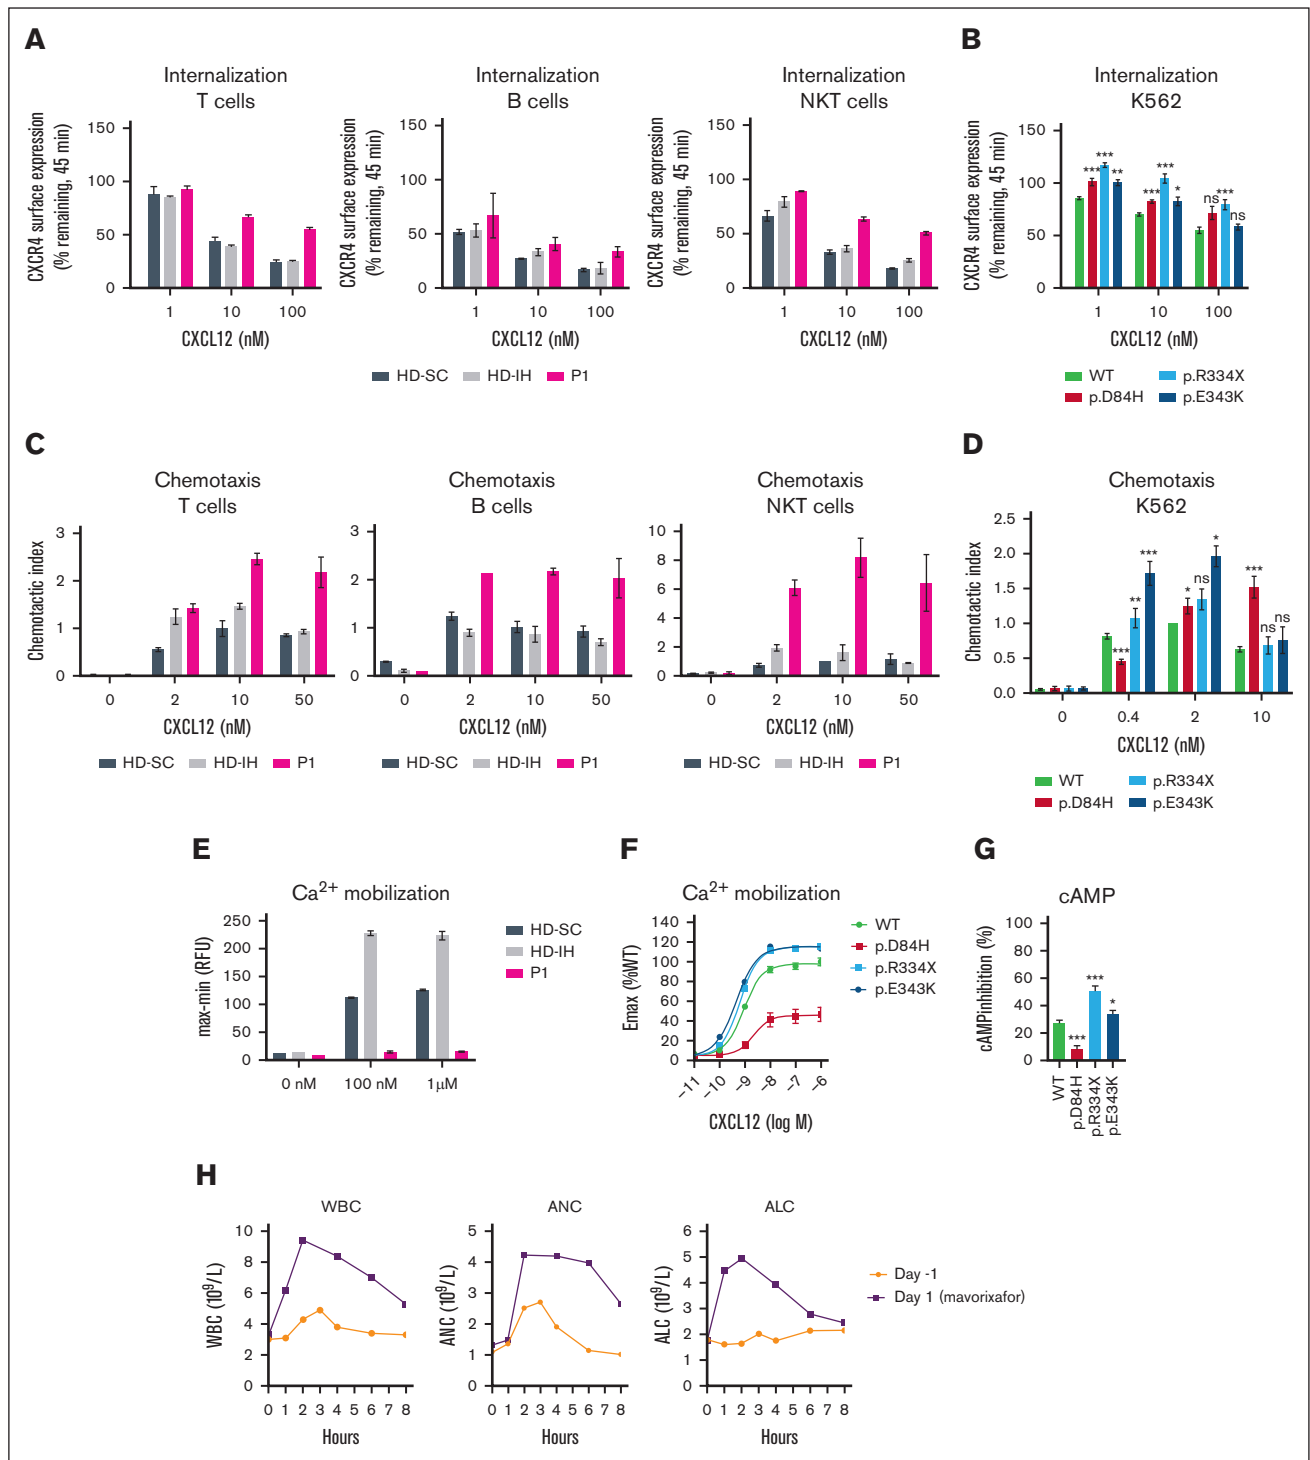 A
B
Internalization
T cells
Internalization
B cells
Internalization
NKT cells
Internalization
K562
CXCR4 surface expression
(% remaining, 45 min)
150
100
50
0
1 10 100
CXCL12 (nM)
CXCR4 surface expression
(% remaining, 45 min)
150
100
50
0
1 10 100
CXCL12 (nM)
CXCR4 surface expression
(% remaining, 45 min)
150
100
50
0
1 10 100
CXCL12 (nM)
HD-SC HD-IH P1
CXCR4 surface expression
(% remaining, 45 min)
150
100
50
0
*** *** **
*** *** *
ns *** ns
1 10 100
CXCL12 (nM)
WT p.R334X
p.D84H p.E343K
C
D
Chemotaxis
T cells
Chemotaxis
B cells
Chemotaxis
NKT cells
Chemotaxis
K562
Chemotactic index
3
2
1
0
0 2 10 50
CXCL12 (nM)
HD-SC HD-IH P1
3
2
1
0
0 2 10 50
CXCL12 (nM)
HD-SC HD-IH P1
10
8
6
4
2
0
0 2 10 50
CXCL12 (nM)
HD-SC HD-IH P1
Chemotactic index
2.5
2.0
1.5
1.0
0.5
0.0
*** ** ***
* ns *
*** ns ns
0 0.4 2 10
CXCL12 (nM)
WT p.R334X
p.D84H p.E343K
E
Ca2+ mobilization
max-min (RFU)
250
200
150
100
50
0
0 nM 100 nM 1μM
HD-SC
HD-IH
P1
F
Ca2+ mobilization
Emax (%WT)
140
120
100
80
60
40
20
0
−11 −10 −9 −8 −7 −6
CXCL12 (log M)
WT
p.D84H
p.R334X
p.E343K
G
cAMP
cAMPinhibition (%)
100
80
60
40
20
0
*** *** *
WT
p.D84H
p.R334X
p.E343K
H
WBC
WBC (10⁹/L)
10
8
6
4
2
0
0 1 2 3 4 5 6 7 8
Hours
ANC
ANC (10⁹/L)
5
4
3
2
1
0
0 1 2 3 4 5 6 7 8
Hours
ALC
ALC (10⁹/L)
6
5
4
3
2
1
0
0 1 2 3 4 5 6 7 8
Hours
Day -1
Day 1 (mavorixafor)